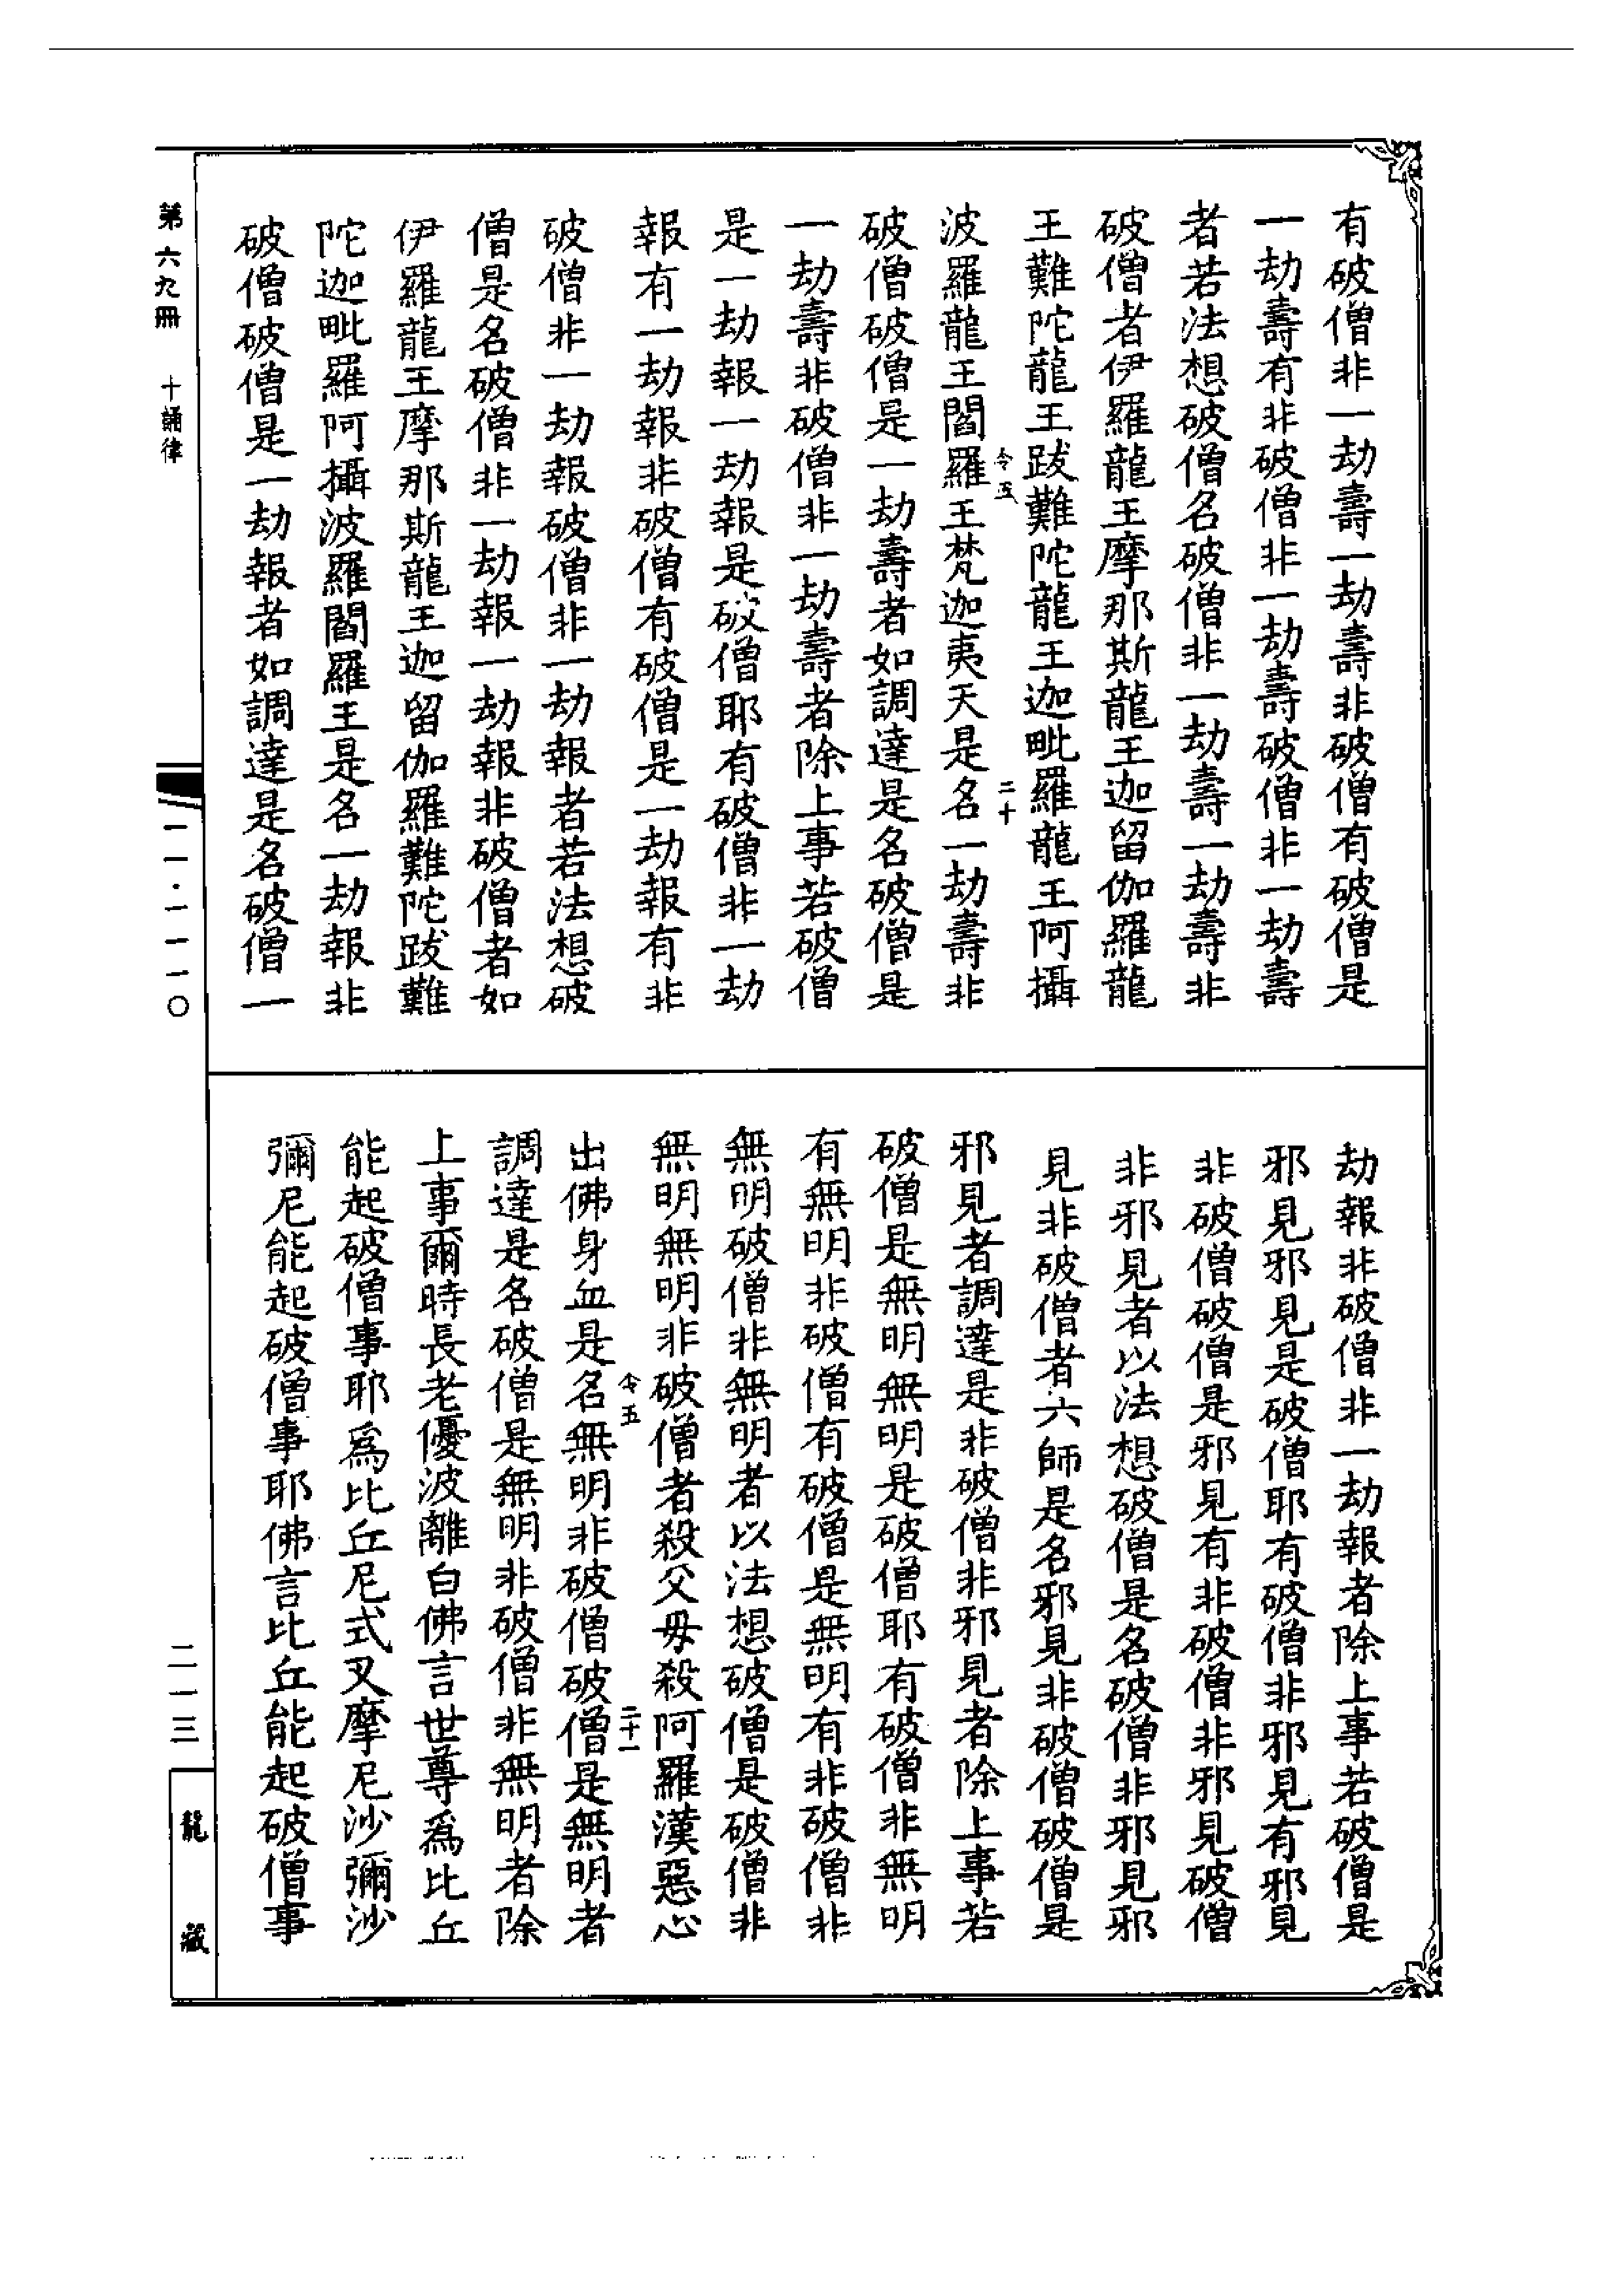 有破僧非一劫壽一劫壽非破僧有破僧是
一劫壽有非破僧非一劫壽破僧非一劫壽
者若法想破僧名破僧非一劫壽一劫壽非
破僧者伊羅龍王摩那斯龍王迦留伽羅龍
王難陀龍王跋難陀龍王迦毗羅龍王阿攝
令五 二十
波羅龍王閻羅王梵迦夷天是名一劫壽非
破僧破僧是一劫壽者如調達是名破僧是
一劫壽非破僧非一劫壽者除上事若破僧
是一劫報一劫報是破僧耶有破僧非一劫
報有一劫報非破僧有破僧是一劫報有非
破僧非一劫報破僧非一劫報者若法想破
僧是名破僧非一劫報一劫報非破僧者如
伊羅龍王摩那斯龍王迦留伽羅難陀跋難
陀迦毗羅阿攝波羅閻羅王是名一劫報非
破僧破僧是一劫報者如調達是名破僧一
劫報非破僧非一劫報者除上事若破僧是
邪見邪見是破僧耶有破僧非邪見有邪見
非破僧破僧是邪見有非破僧非邪見破僧
非邪見者以法想破僧是名破僧非邪見邪
見非破僧者六師是名邪見非破僧破僧是
邪見者調達是非破僧非邪見者除上事若
破僧是無明無明是破僧耶有破僧非無明
有無明非破僧有破僧是無明有非破僧非
無明破僧非無明者以法想破僧是破僧非
無明無明非破僧者殺父毋殺阿羅漢惡心
令五 二十一
出佛身血是名無明非破僧破僧是無明者
調達是名破僧是無明非破僧非無明者除
上事爾時長老優波離白佛言世尊爲比丘
能起破僧事耶爲比丘尼式叉摩尼沙彌沙
彌尼能起破僧事耶佛言比丘能起破僧事
第六九冊 十誦律
一一·一一一〇
二一三
龍藏